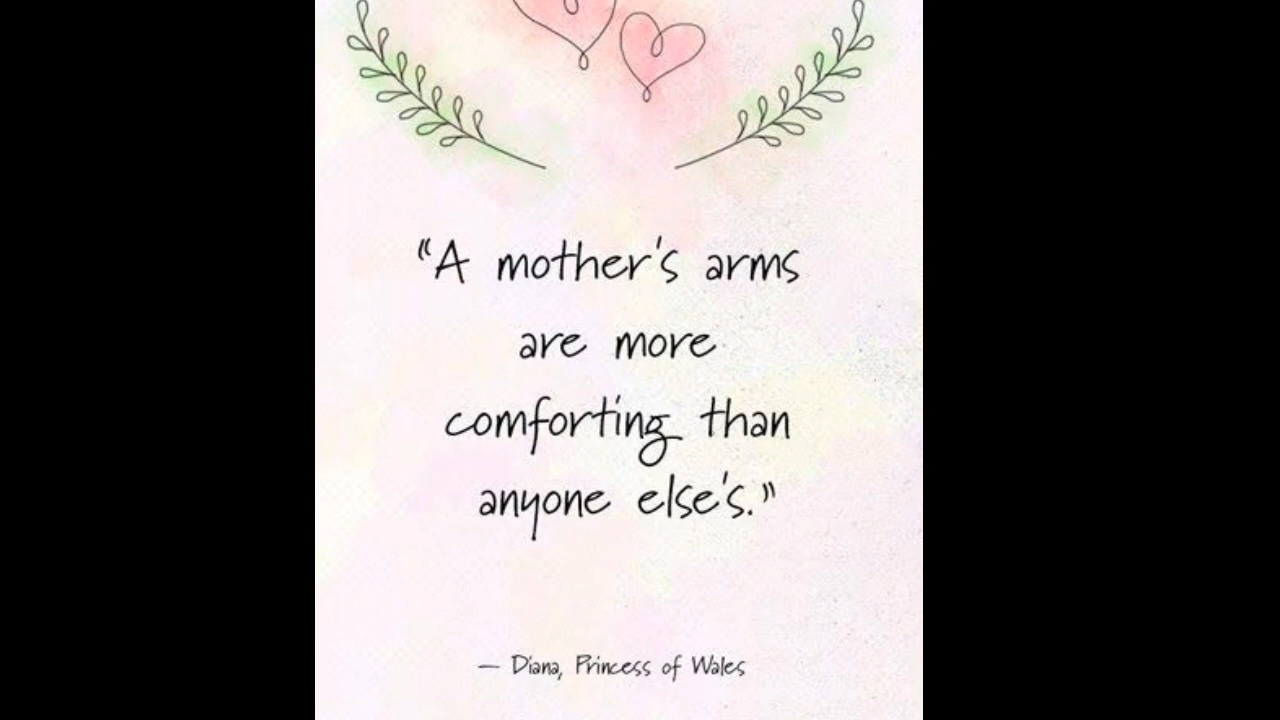 “A mother's arms
are more
comforting than
anyone else's.”
— Diana, Princess of Wales